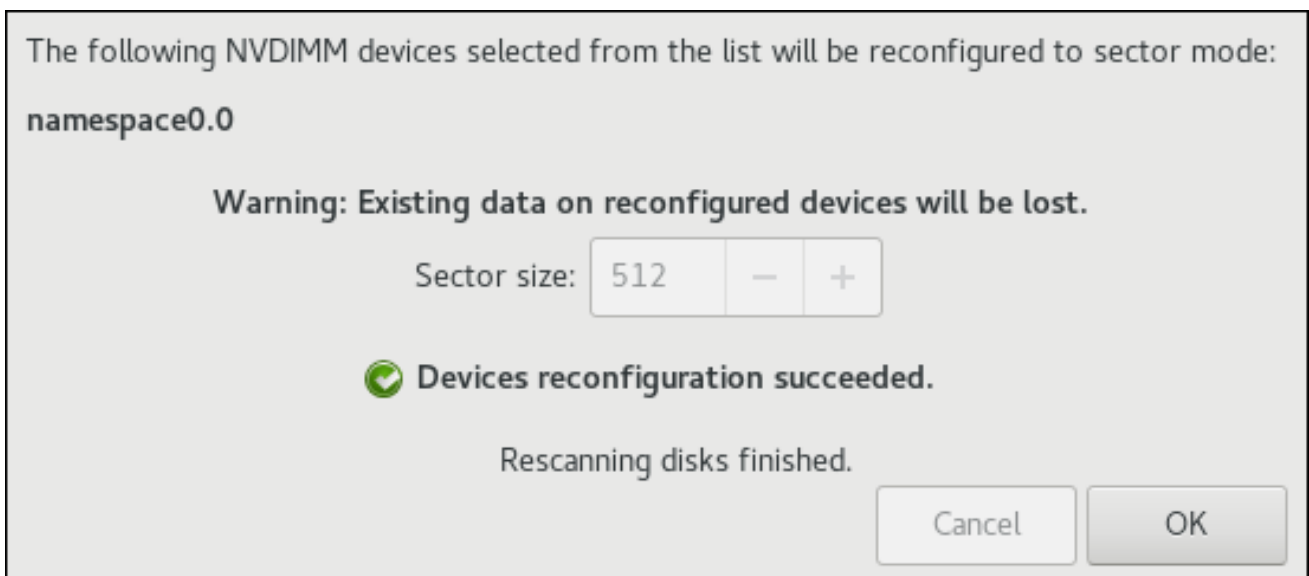 The following NVDIMM devices selected from the list will be reconfigured to sector mode:
namespace0.0
Warning: Existing data on reconfigured devices will be lost.
Sector size: 512 − +
Devices reconfiguration succeeded.
Rescanning disks finished.
Cancel OK